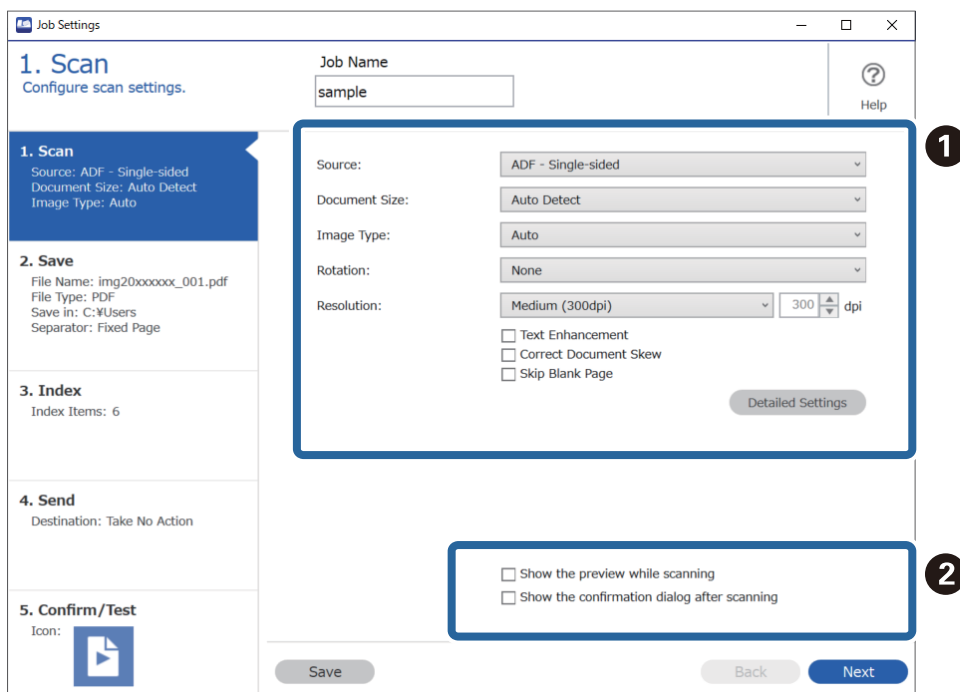 Job Settings
1. Scan
Configure scan settings.
Job Name
sample
Help
1. Scan
Source: ADF - Single-sided
Document Size: Auto Detect
Image Type: Auto
2. Save
File Name: img20xxxxxx_001.pdf
File Type: PDF
Save in: C:¥Users
Separator: Fixed Page
3. Index
Index Items: 6
4. Send
Destination: Take No Action
5. Confirm/Test
Icon:
1
Source: ADF - Single-sided
Document Size: Auto Detect
Image Type: Auto
Rotation: None
Resolution: Medium (300dpi) 300 dpi
Text Enhancement
Correct Document Skew
Skip Blank Page
Detailed Settings
2
Show the preview while scanning
Show the confirmation dialog after scanning
Save Back Next